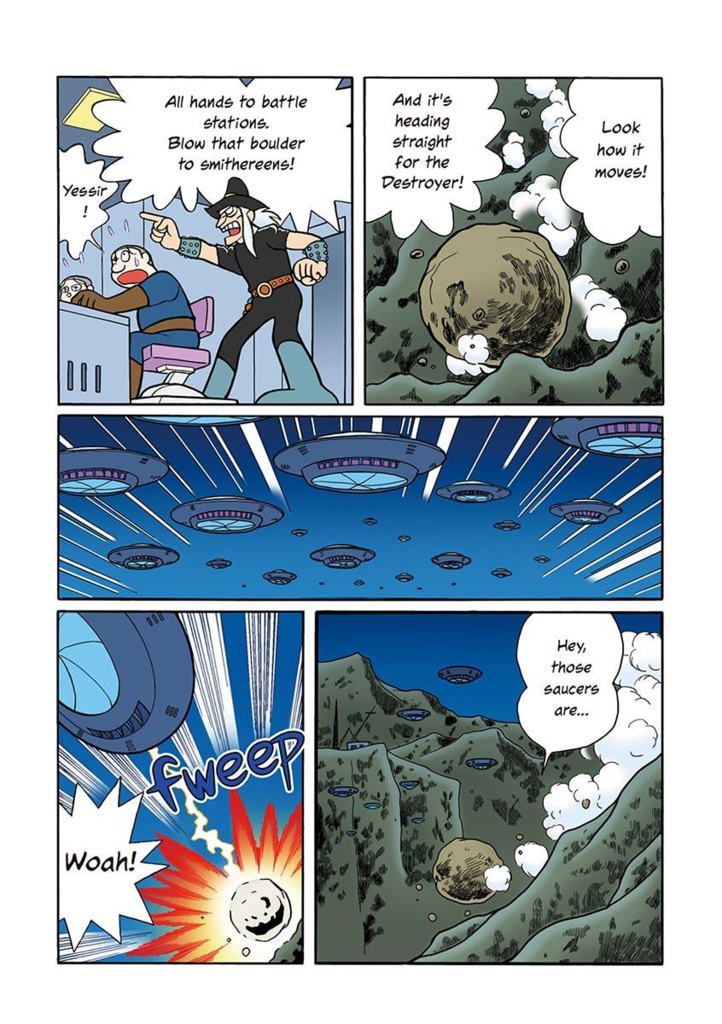 All hands to battle
stations.
Blow that boulder
to smithereens!
Yessir
!
And it's
heading
straight
for the
Destroyer!
Look
how it
moves!
fweep
Woah!
Hey,
those
saucers
are...